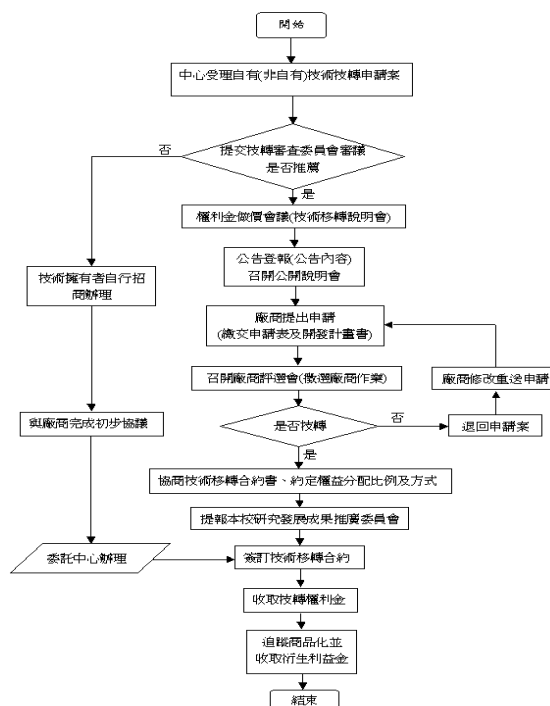 開始
中心受理自有(非自有)技術技轉申請案
提交技轉審查委員會審議
是否推薦
否
是
權利金做價會議(技術移轉說明會)
公告登報(公告內容)
召開公開說明會
技術擁有者自行招
商辦理
廠商提出申請
(繳交申請表及開發計畫書)
召開廠商評選會(徵選廠商作業)
廠商修改重送申請
與廠商完成初步協議
是否技轉
否
退回申請案
是
協商技術移轉合約書、約定權益分配比例及方式
提報本校研究發展成果推廣委員會
委託中心辦理
簽訂技術移轉合約
收取技轉權利金
追蹤商品化並
收取衍生利益金
結束